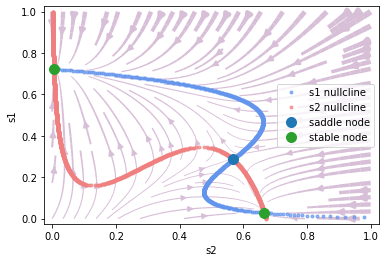 1.0
0.8
0.6
0.4
0.2
0.0
s1
s1 nullcline
s2 nullcline
saddle node
stable node
0.0 0.2 0.4 0.6 0.8 1.0
s2